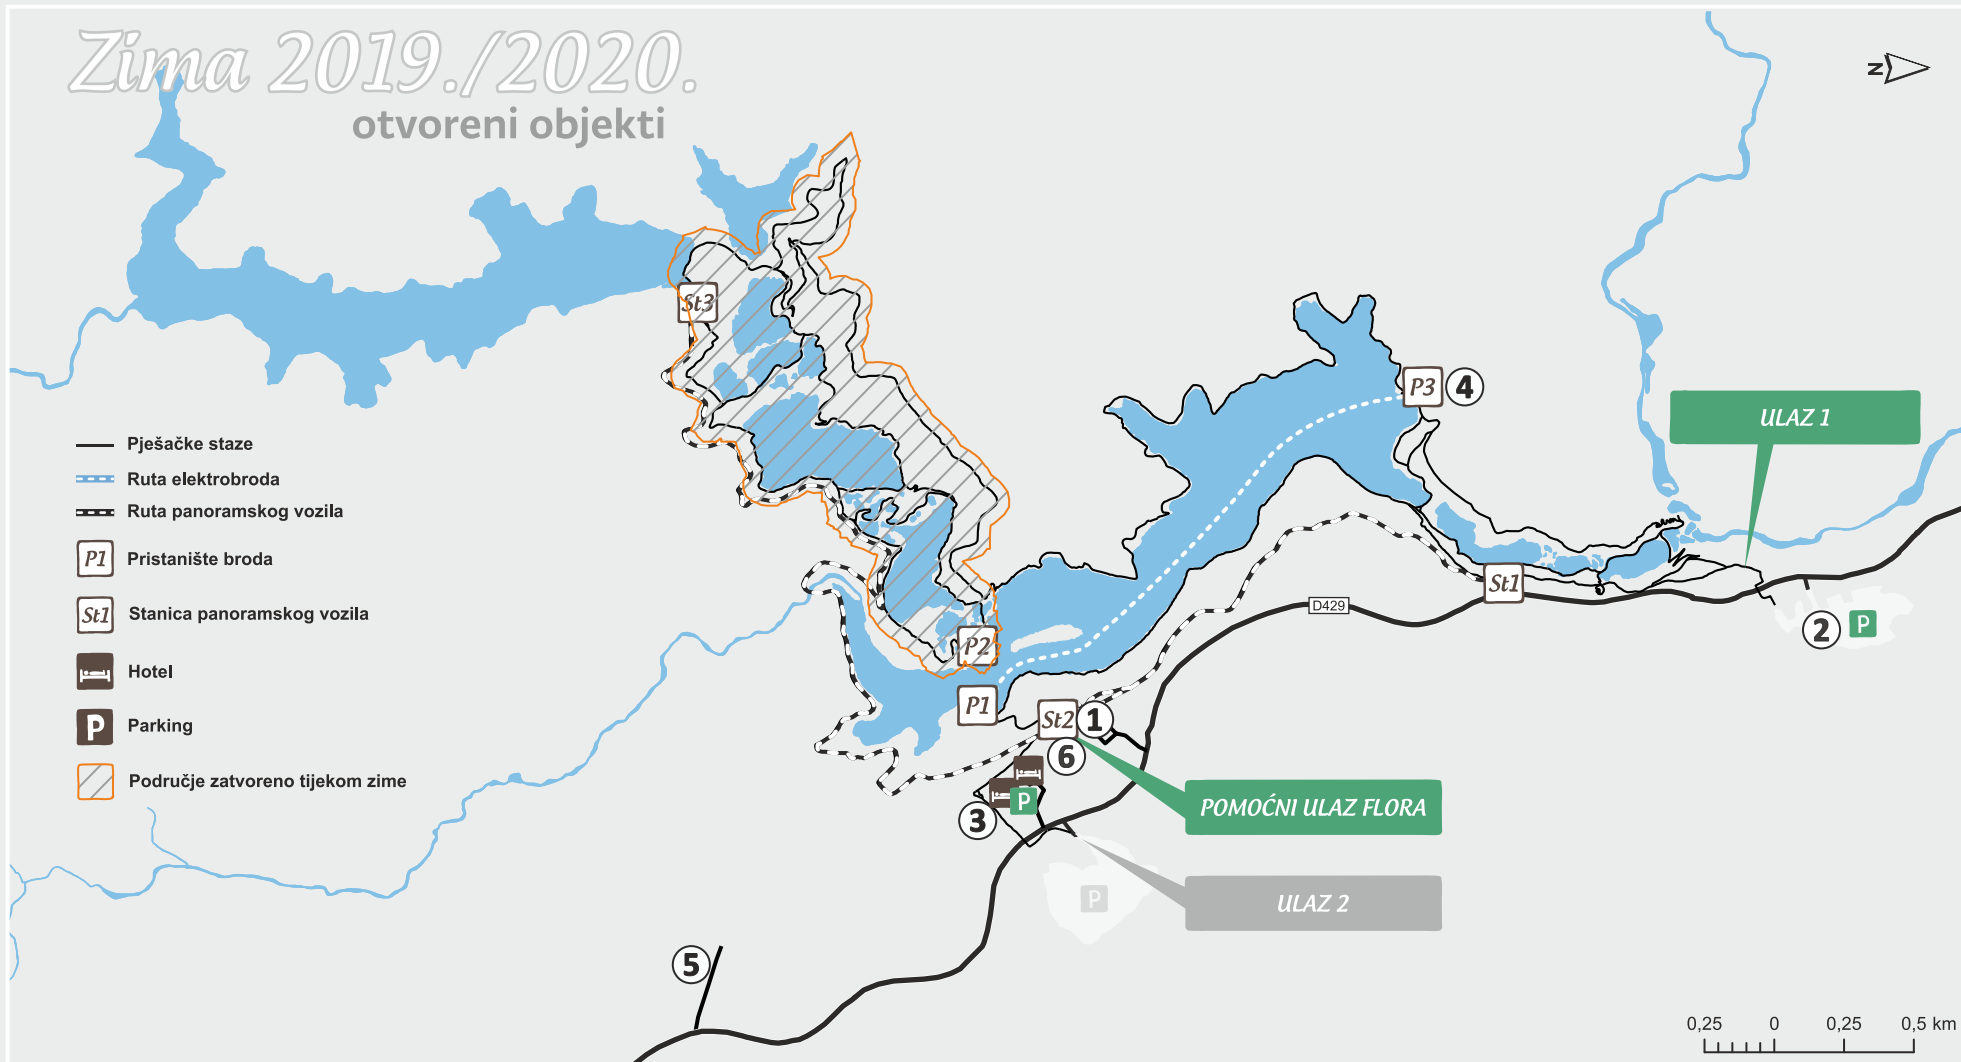 Zima 2019./2020.
otvoreni objekti
N
St3
P3
4
ULAZ 1
Pješačke staze
Ruta elektrobroda
Ruta panoramskog vozila
P1 Pristanište broda
St1 Stanica panoramskog vozila
Hotel
P Parking
Područje zatvoreno tijekom zime
St1
D429
2
P
P2
P1
St2
1
6
P
3
POMOĆNI ULAZ FLORA
P
ULAZ 2
5
0,25 0 0,25 0,5 km